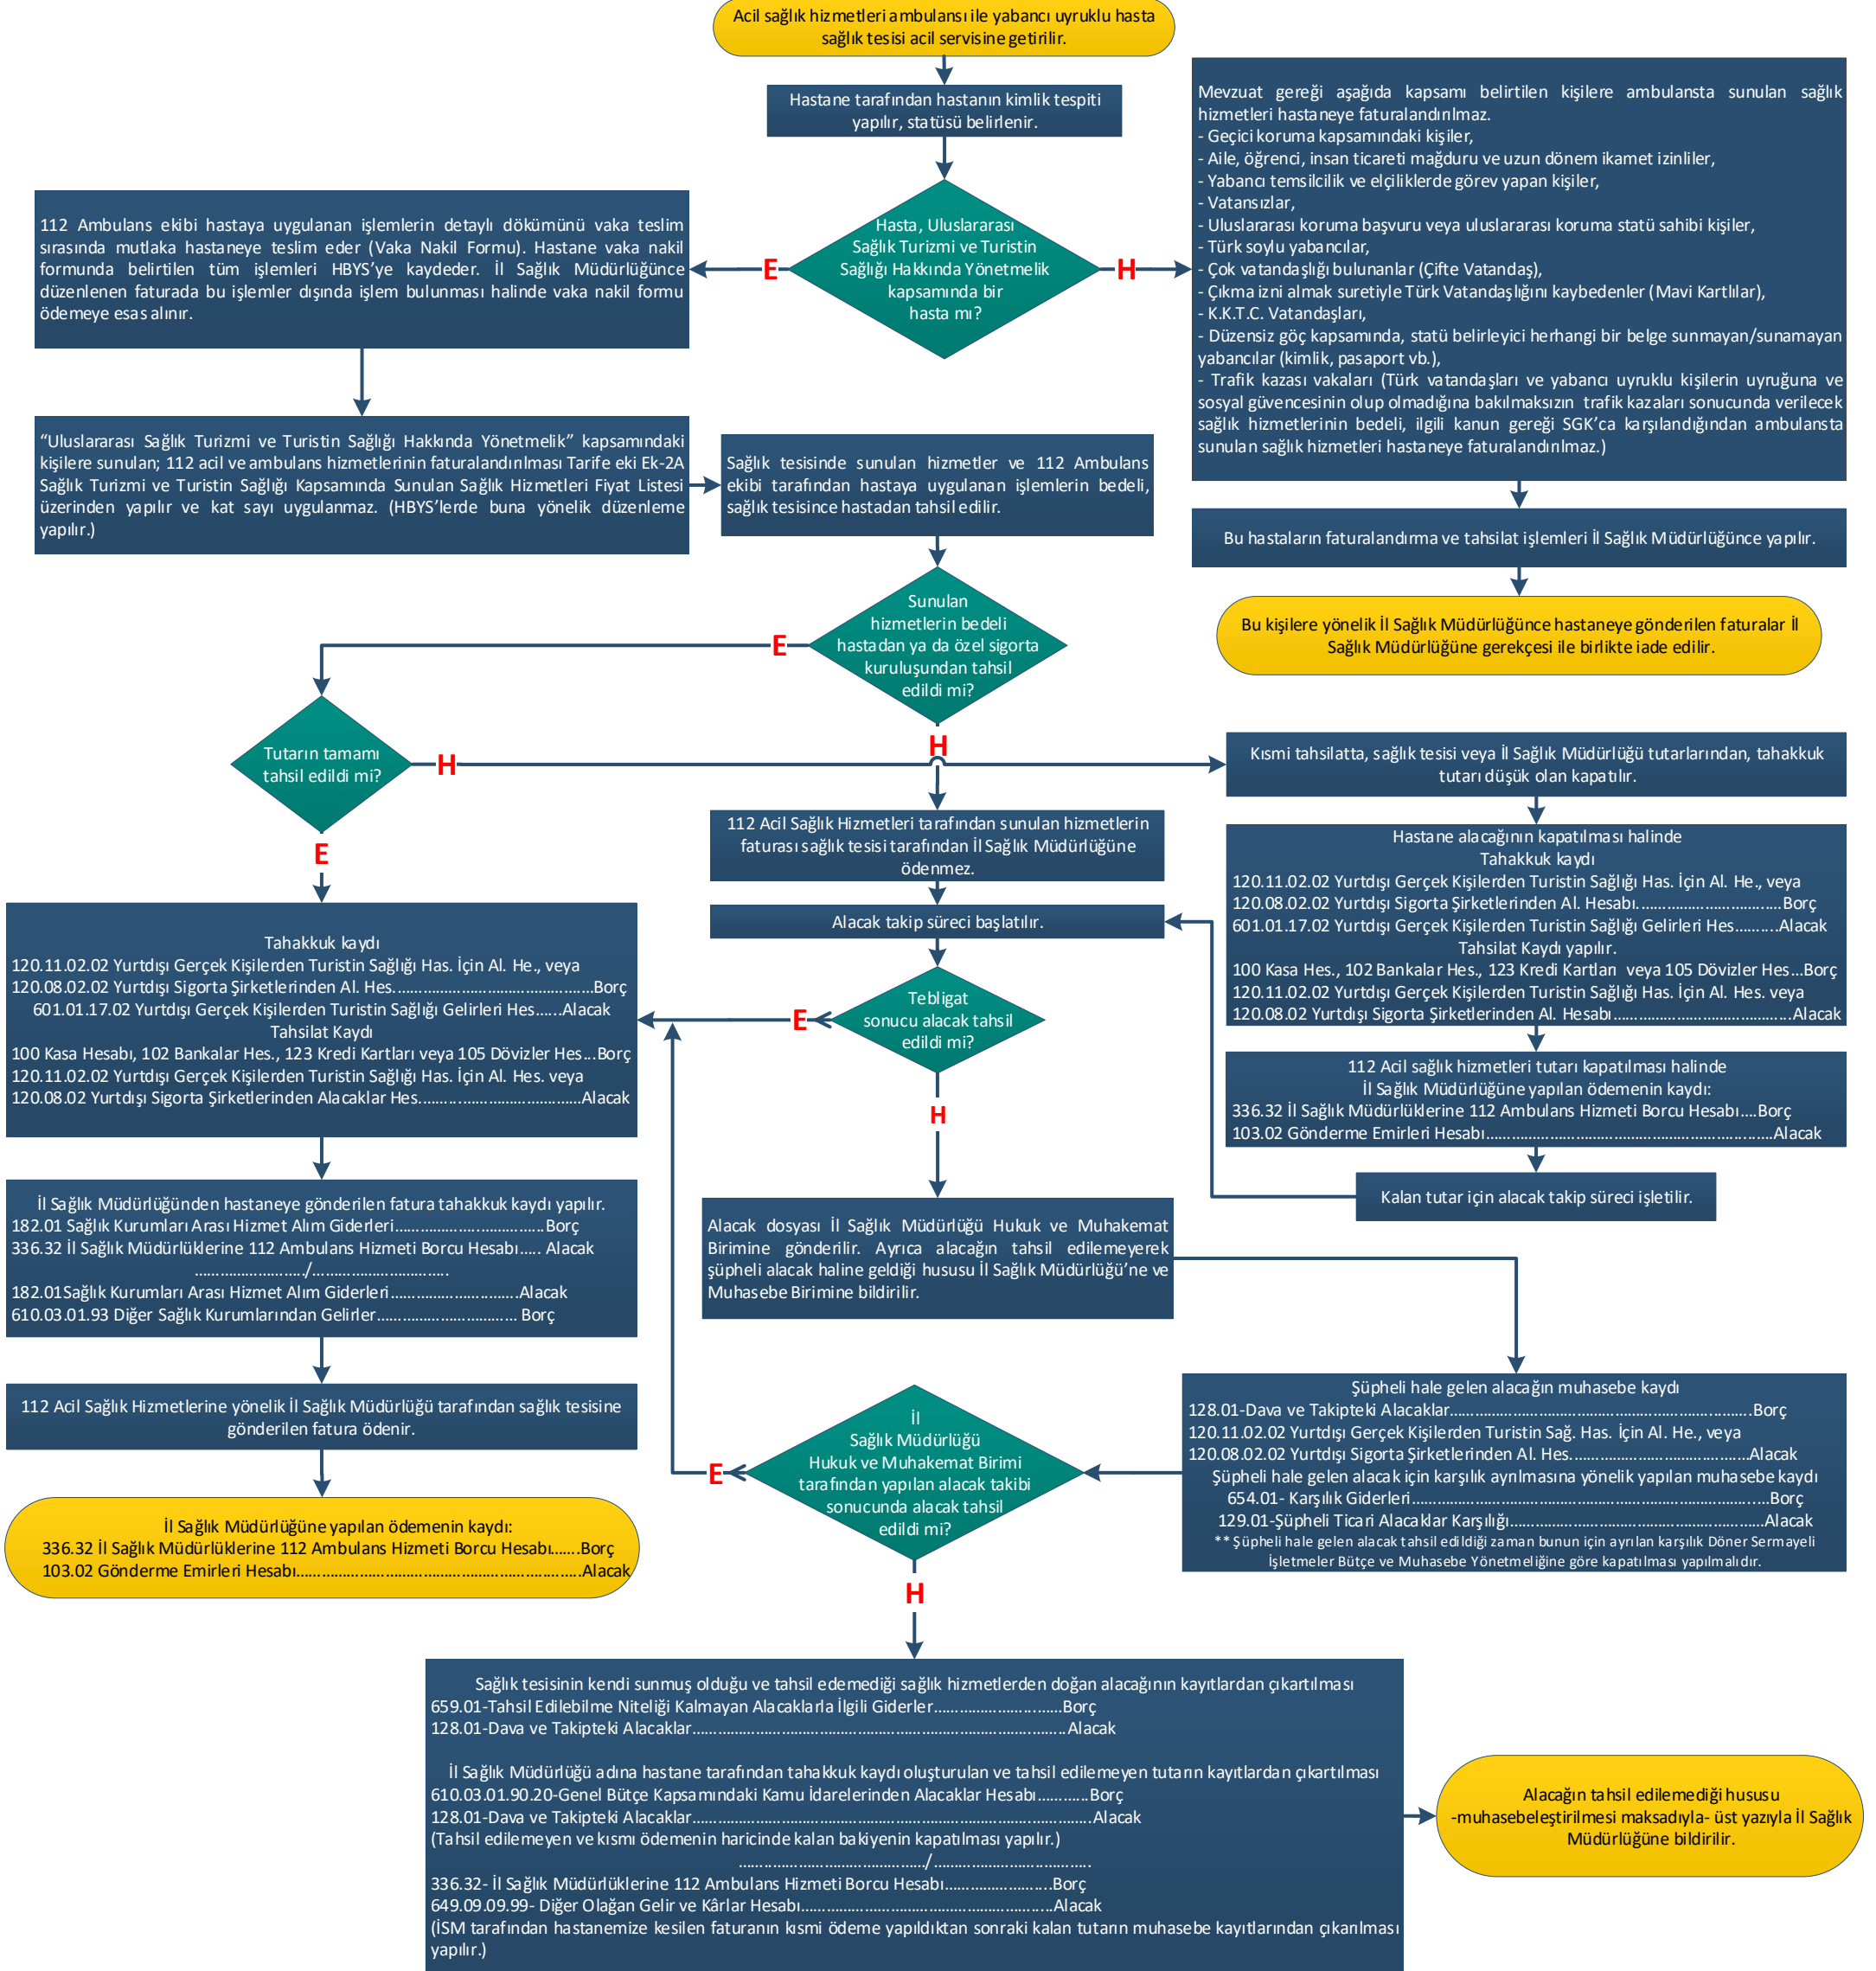 Acil sağlık hizmetleri ambulansı ile yabancı uyruklu hasta
sağlık tesisi acil servisine getirilir.
Hastane tarafından hastanın kimlik tespiti
yapılır, statüsü belirlenir.
Hasta, Uluslararası
Sağlık Turizmi ve Turistin
Sağlığı Hakkında Yönetmelik
kapsamında bir
hasta mı?
E
H
112 Ambulans ekibi hastaya uygulanan işlemlerin detaylı dökümünü vaka teslim
sırasında mutlaka hastaneye teslim eder (Vaka Nakil Formu). Hastane vaka nakil
formunda belirtilen tüm işlemleri HBYS'ye kaydeder. İl Sağlık Müdürlüğünce
düzenlenen faturada bu işlemler dışında işlem bulunması halinde vaka nakil formu
ödemeye esas alınır.
Mevzuat gereği aşağıda kapsamı belirtilen kişilere ambulansta sunulan sağlık
hizmetleri hastaneye faturalandırılmaz.
- Geçici koruma kapsamındaki kişiler,
- Aile, öğrenci, insan ticareti mağduru ve uzun dönem ikamet izinliler,
- Yabancı temsilcilik ve elçiliklerde görev yapan kişiler,
- Vatansızlar,
- Uluslararası koruma başvuru veya uluslararası koruma statü sahibi kişiler,
- Türk soylu yabancılar,
- Çok vatandaşlığı bulunanlar (Çifte Vatandaş),
- Çıkma izni almak suretiyle Türk Vatandaşlığını kaybedenler (Mavi Kartlılar),
- K.K.T.C. Vatandaşları,
- Düzensiz göç kapsamında, statü belirleyici herhangi bir belge sunmayan/sunamayan
yabancılar (kimlik, pasaport vb.),
- Trafik kazası vakaları (Türk vatandaşları ve yabancı uyruklu kişilerin uyruğuna ve
sosyal güvencesinin olup olmadığına bakılmaksızın trafik kazaları sonucunda verilecek
sağlık hizmetlerinin bedeli, ilgili kanun gereği SGK'ca karşılandığından ambulansta
sunulan sağlık hizmetleri hastaneye faturalandırılmaz.)
"Uluslararası Sağlık Turizmi ve Turistin Sağlığı Hakkında Yönetmelik" kapsamındaki
kişilere sunulan; 112 acil ve ambulans hizmetlerinin faturalandırılması Tarife eki Ek-2A
Sağlık Turizmi ve Turistin Sağlığı Kapsamında Sunulan Sağlık Hizmetleri Fiyat Listesi
üzerinden yapılır ve kat sayı uygulanmaz. (HBYS'lerde buna yönelik düzenleme
yapılır.)
Sağlık tesisinde sunulan hizmetler ve 112 Ambulans
ekibi tarafından hastaya uygulanan işlemlerin bedeli,
sağlık tesisince hastadan tahsil edilir.
Bu hastaların faturalandırma ve tahsilat işlemleri İl Sağlık Müdürlüğünce yapılır.
Bu kişilere yönelik İl Sağlık Müdürlüğünce hastaneye gönderilen faturalar İl
Sağlık Müdürlüğüne gerekçesi ile birlikte iade edilir.
Sunulan
hizmetlerin bedeli
hastadan ya da özel sigorta
kuruluşundan tahsil
edildi mi?
E
H
Tutarın tamamı
tahsil edildi mi?
H
E
Kısmi tahsilatta, sağlık tesisi veya İl Sağlık Müdürlüğü tutarlarından, tahakkuk
tutarı düşük olan kapatılır.
112 Acil Sağlık Hizmetleri tarafından sunulan hizmetlerin
faturası sağlık tesisi tarafından İl Sağlık Müdürlüğüne
ödenmez.
Alacak takip süreci başlatılır.
Hastane alacağının kapatılması halinde
Tahakkuk kaydı
120.11.02.02 Yurtdışı Gerçek Kişilerden Turistin Sağlığı Has. İçin Al. He., veya
120.08.02.02 Yurtdışı Sigorta Şirketlerinden Al. Hesabı...................................Borç
601.01.17.02 Yurtdışı Gerçek Kişilerden Turistin Sağlığı Gelirleri Hes..........Alacak
Tahsilat Kaydı yapılır.
100 Kasa Hes., 102 Bankalar Hes., 123 Kredi Kartları veya 105 Dövizler Hes...Borç
120.11.02.02 Yurtdışı Gerçek Kişilerden Turistin Sağlığı Has. İçin Al. Hes. veya
120.08.02 Yurtdışı Sigorta Şirketlerinden Al. Hesabı...........................................Alacak
Tahakkuk kaydı
120.11.02.02 Yurtdışı Gerçek Kişilerden Turistin Sağlığı Has. İçin Al. He., veya
120.08.02.02 Yurtdışı Sigorta Şirketlerinden Al. Hes...............................................Borç
601.01.17.02 Yurtdışı Gerçek Kişilerden Turistin Sağlığı Gelirleri Hes......Alacak
Tahsilat Kaydı
100 Kasa Hesabı, 102 Bankalar Hes., 123 Kredi Kartları veya 105 Dövizler Hes...Borç
120.11.02.02 Yurtdışı Gerçek Kişilerden Turistin Sağlığı Has. İçin Al. Hes. veya
120.08.02 Yurtdışı Sigorta Şirketlerinden Alacaklar Hes.......................................Alacak
Tebligat
sonucu alacak tahsil
edildi mi?
E
H
112 Acil sağlık hizmetleri tutarı kapatılması halinde
İl Sağlık Müdürlüğüne yapılan ödemenin kaydı:
336.32 İl Sağlık Müdürlüklerine 112 Ambulans Hizmeti Borcu Hesabı....Borç
103.02 Gönderme Emirleri Hesabı.....................................................................Alacak
Kalan tutar için alacak takip süreci işletilir.
İl Sağlık Müdürlüğünden hastaneye gönderilen fatura tahakkuk kaydı yapılır.
182.01 Sağlık Kurumları Arası Hizmet Alım Giderleri....................................Borç
336.32 İl Sağlık Müdürlüklerine 112 Ambulans Hizmeti Borcu Hesabı..... Alacak
........................../.................................
182.01Sağlık Kurumları Arası Hizmet Alım Giderleri...............................Alacak
610.03.01.93 Diğer Sağlık Kurumlarından Gelirler.................................. Borç
Alacak dosyası İl Sağlık Müdürlüğü Hukuk ve Muhakemat
Birimine gönderilir. Ayrıca alacağın tahsil edilemeyerek
şüpheli alacak haline geldiği hususu İl Sağlık Müdürlüğü'ne ve
Muhasebe Birimine bildirilir.
112 Acil Sağlık Hizmetlerine yönelik İl Sağlık Müdürlüğü tarafından sağlık tesisine
gönderilen fatura ödenir.
İl
Sağlık Müdürlüğü
Hukuk ve Muhakemat Birimi
tarafından yapılan alacak takibi
sonucunda alacak tahsil
edildi mi?
E
H
Şüpheli hale gelen alacağın muhasebe kaydı
128.01-Dava ve Takipteki Alacaklar.........................................................................Borç
120.11.02.02 Yurtdışı Gerçek Kişilerden Turistin Sağ. Has. İçin Al. He., veya
120.08.02.02 Yurtdışı Sigorta Şirketlerinden Al. Hes..........................................Alacak
Şüpheli hale gelen alacak için karşılık ayrılmasına yönelik yapılan muhasebe kaydı
654.01- Karşılık Giderleri......................................................................................Borç
129.01-Şüpheli Ticari Alacaklar Karşılığı.............................................................Alacak
** Şüpheli hale gelen alacak tahsil edildiği zaman bunun için ayrılan karşılık Döner Sermayeli
İşletmeler Bütçe ve Muhasebe Yönetmeliğine göre kapatılması yapılmalıdır.
İl Sağlık Müdürlüğüne yapılan ödemenin kaydı:
336.32 İl Sağlık Müdürlüklerine 112 Ambulans Hizmeti Borcu Hesabı.......Borç
103.02 Gönderme Emirleri Hesabı.....................................................................Alacak
Sağlık tesisinin kendi sunmuş olduğu ve tahsil edemediği sağlık hizmetlerden doğan alacağının kayıtlardan çıkartılması
659.01-Tahsil Edilebilme Niteliği Kalmayan Alacaklarla İlgili Giderler...............................Borç
128.01-Dava ve Takipteki Alacaklar..........................................................................................Alacak
İl Sağlık Müdürlüğü adına hastane tarafından tahakkuk kaydı oluşturulan ve tahsil edilemeyen tutarın kayıtlardan çıkartılması
610.03.01.90.20-Genel Bütçe Kapsamındaki Kamu İdarelerinden Alacaklar Hesabı............Borç
128.01-Dava ve Takipteki Alacaklar................................................................................................Alacak
(Tahsil edilemeyen ve kısmı ödemenin haricinde kalan bakiyenin kapatılması yapılır.)
............................................./......................................
336.32- İl Sağlık Müdürlüklerine 112 Ambulans Hizmeti Borcu Hesabı..........................Borç
649.09.09.99- Diğer Olağan Gelir ve Kârlar Hesabı............................................................Alacak
(İSM tarafından hastanemize kesilen faturanın kısmi ödeme yapıldıktan sonraki kalan tutarın muhasebe kayıtlarından çıkarılması
yapılır.)
Alacağın tahsil edilemediği hususu
-muhasebeleştirilmesi maksadıyla- üst yazıyla İl Sağlık
Müdürlüğüne bildirilir.